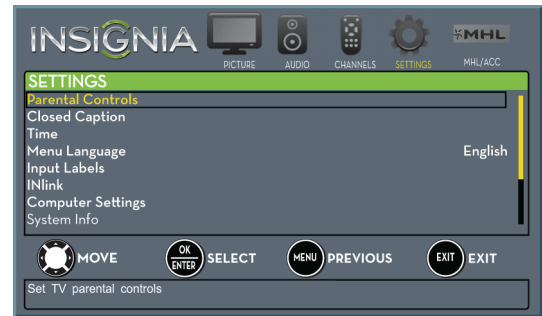 INSIGNIA
PICTURE AUDIO CHANNELS SETTINGS MHL MHL/ACC
SETTINGS
Parental Controls
Closed Caption
Time
Menu Language English
Input Labels
INlink
Computer Settings
System Info
MOVE OK ENTER SELECT MENU PREVIOUS EXIT EXIT
Set TV parental controls